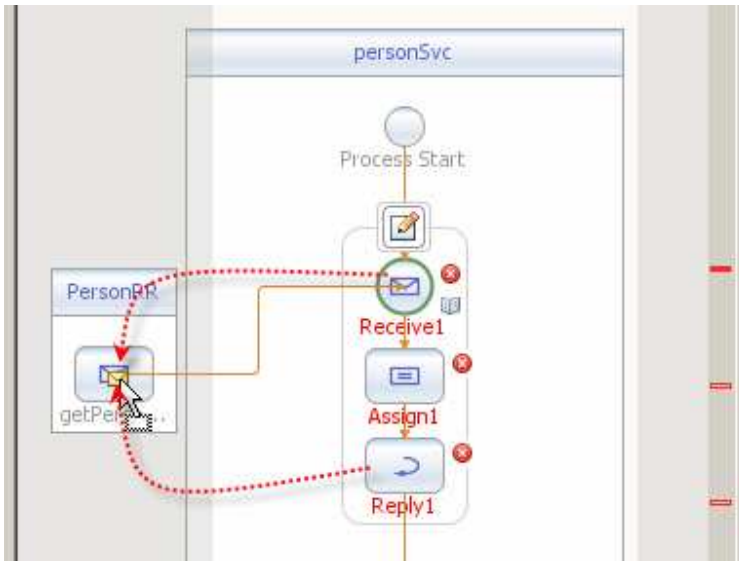 personSvc
Process Start
PersonRR
Receive1
Assign1
Reply1